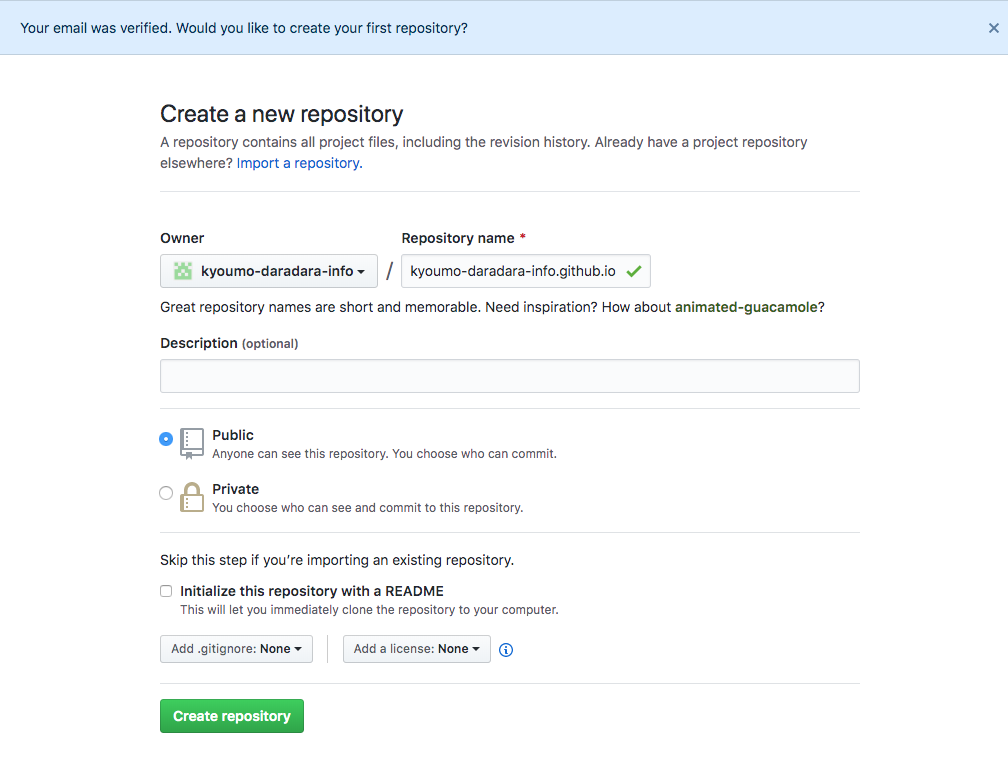 Your email was verified. Would you like to create your first repository?
×
Create a new repository
A repository contains all project files, including the revision history. Already have a project repository
elsewhere? Import a repository.
Owner
Repository name *
kyoumo-daradara-info
/
kyoumo-daradara-info.github.io
Great repository names are short and memorable. Need inspiration? How about animated-guacamole?
Description (optional)
Public
Anyone can see this repository. You choose who can commit.
Private
You choose who can see and commit to this repository.
Skip this step if you’re importing an existing repository.
Initialize this repository with a README
This will let you immediately clone the repository to your computer.
Add .gitignore: None
Add a license: None
Create repository